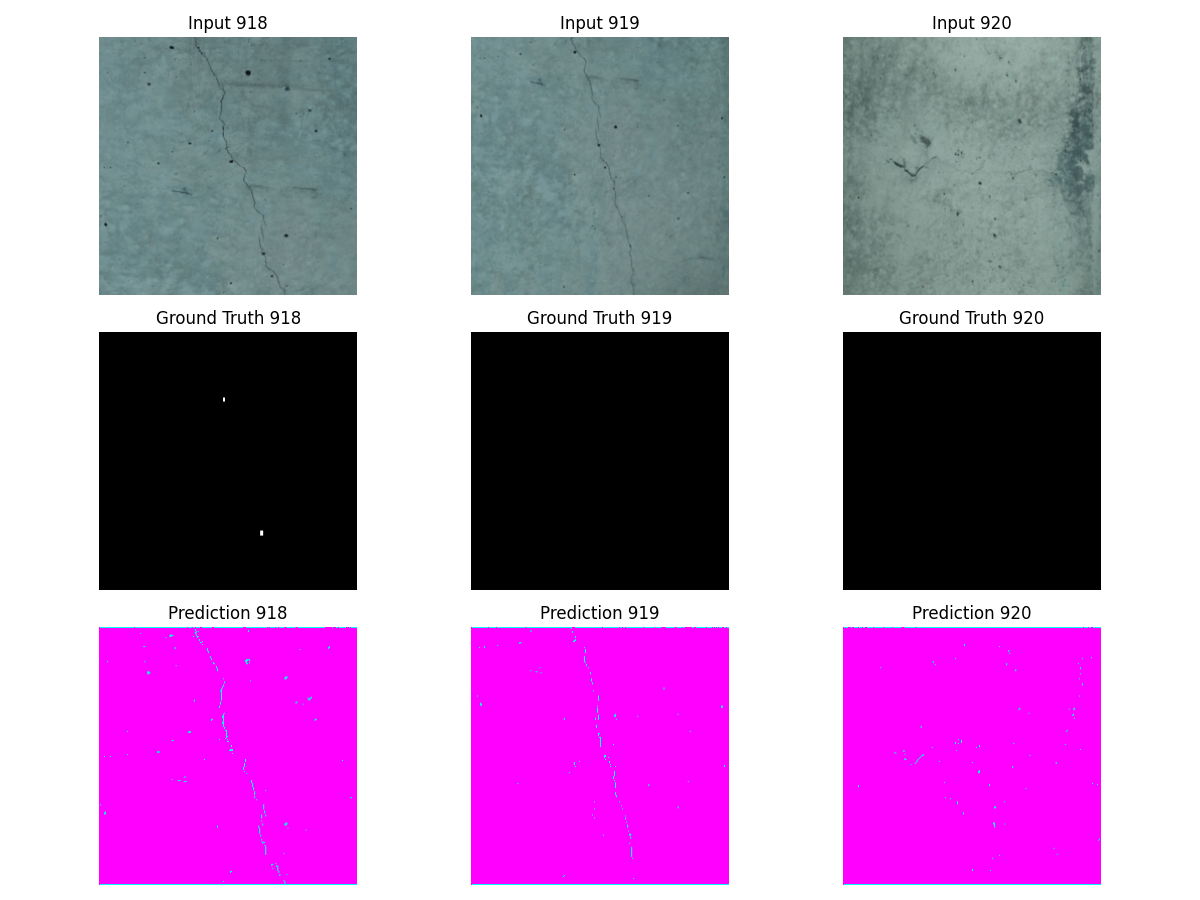 Input 918
Input 919
Input 920
Ground Truth 918
Ground Truth 919
Ground Truth 920
Prediction 918
Prediction 919
Prediction 920